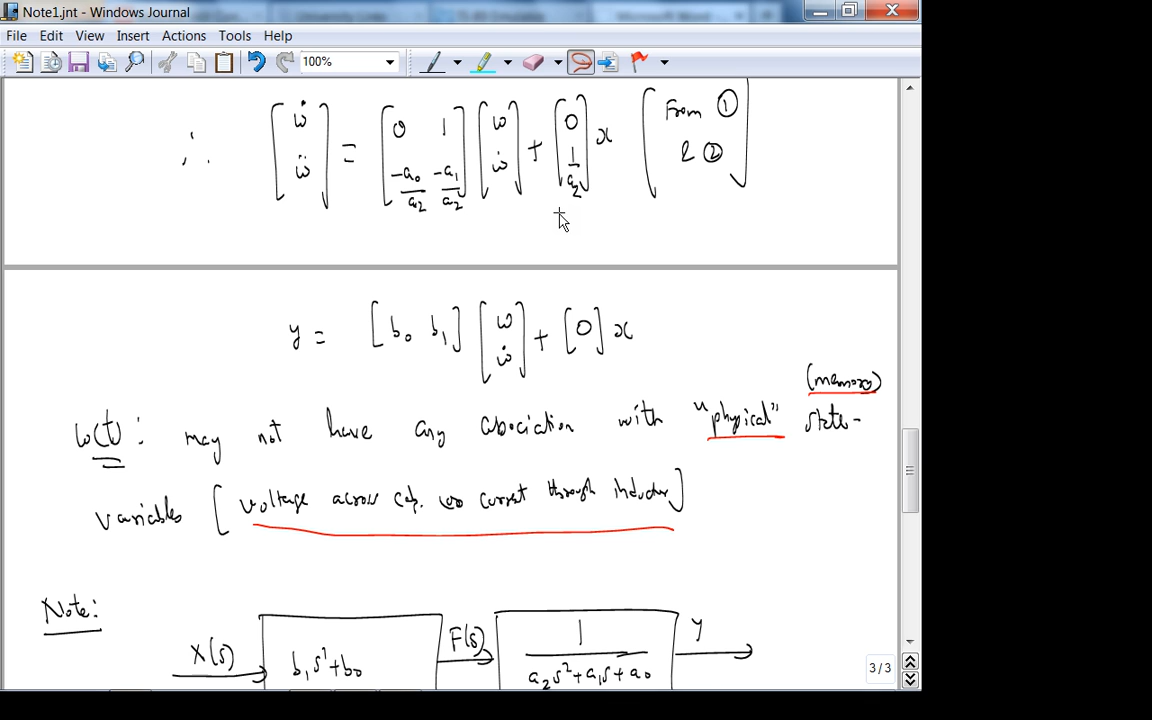 Note1.jnt - Windows Journal
File Edit View Insert Actions Tools Help
100%
∴ [ẇ ẅ] = [0 1 -a₀/a₂ -a₁/a₂] [w ẇ] + [0 1/a₂] x [From ① & ②]
y = [b₀ b₁] [w ẇ] + [0] x
(memory)
w(t): may not have any association with "physical" state-
variables [voltage across cap. or current through inductor]
Note:
X(s) b₁s¹+b₀ F(s) 1/(a₂s²+a₁s+a₀) Y
3/3